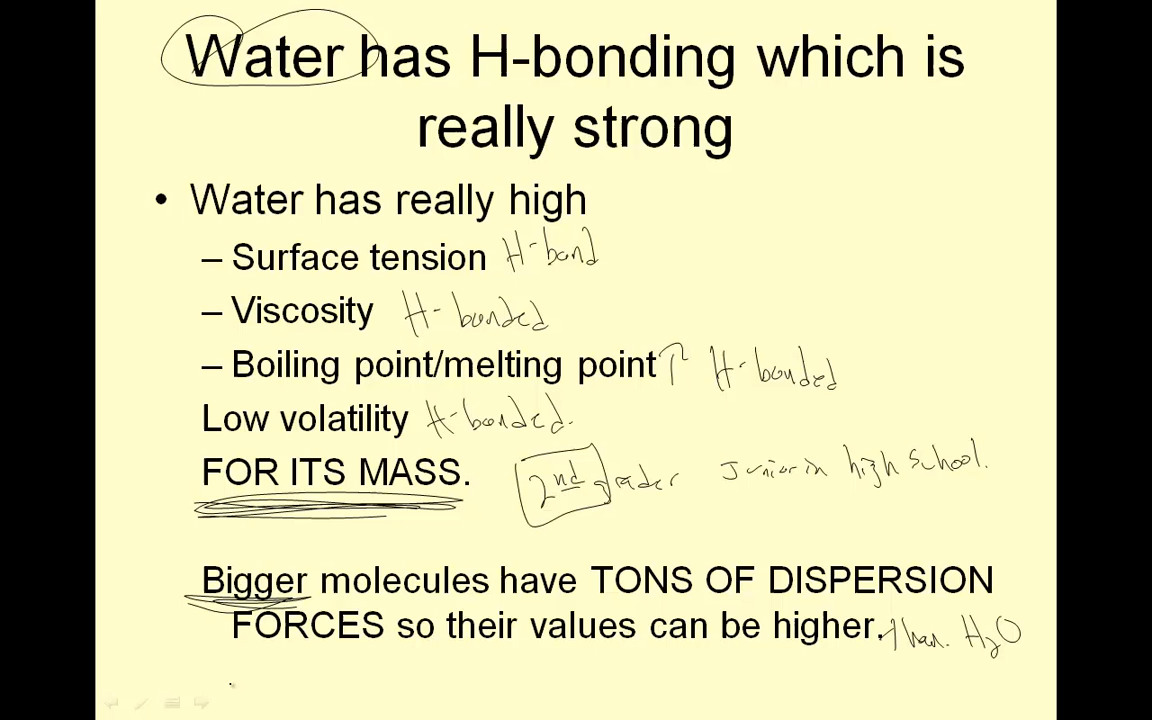 Water has H-bonding which is
really strong
• Water has really high
– Surface tension H-bond
– Viscosity H-bonded
– Boiling point/melting point ↑ H-bonded
Low volatility H-bonded.
FOR ITS MASS. 2nd grader Junior in high school.
Bigger molecules have TONS OF DISPERSION
FORCES so their values can be higher. than. H2O